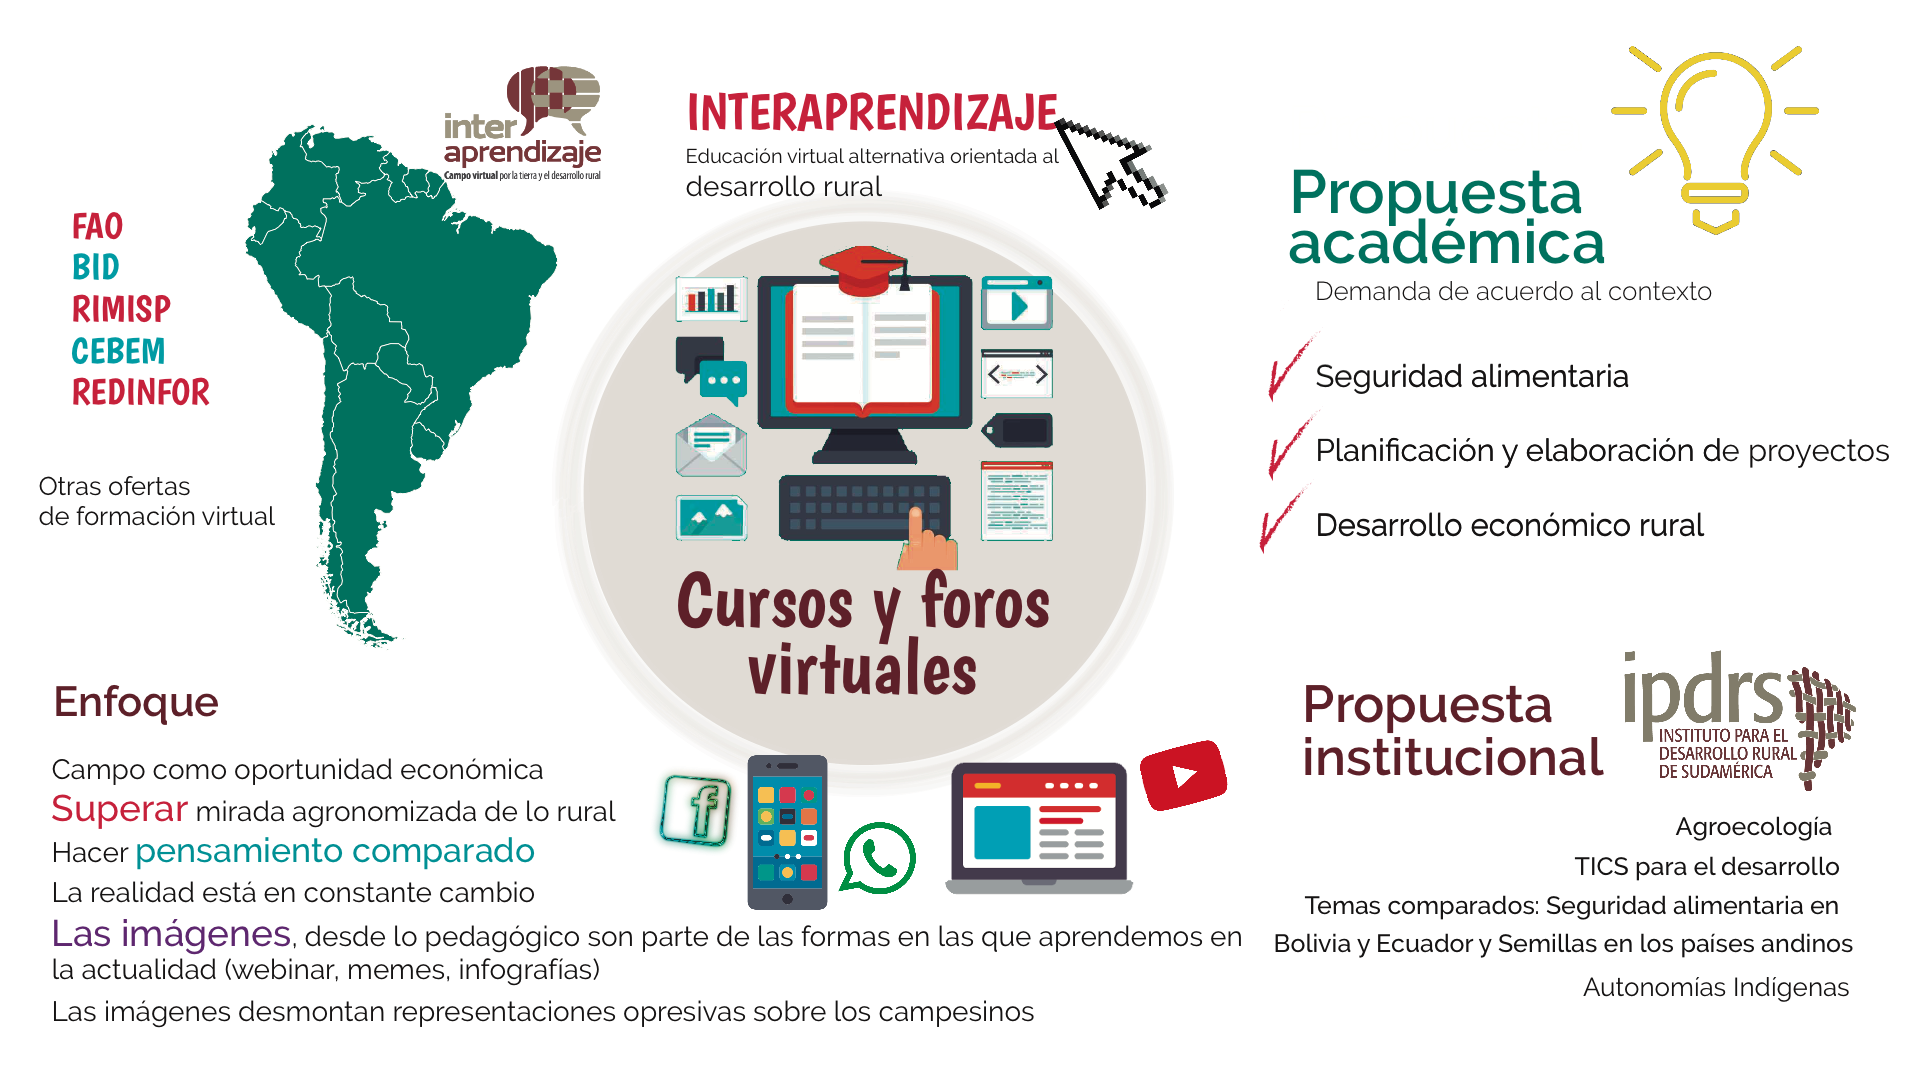 inter
aprendizaje
Campo virtual por la tierra y el desarrollo rural
INTERAPRENDIZAJE
Educación virtual alternativa orientada al
desarrollo rural
FAO
BID
RIMISP
CEBEM
REDINFOR
Otras ofertas
de formación virtual
Cursos y foros
virtuales
Propuesta
académica
Demanda de acuerdo al contexto
Seguridad alimentaria
Planificación y elaboración de proyectos
Desarrollo económico rural
Enfoque
Campo como oportunidad económica
Superar mirada agronomizada de lo rural
Hacer pensamiento comparado
La realidad está en constante cambio
Las imágenes, desde lo pedagógico son parte de las formas en las que aprendemos en
la actualidad (webinar, memes, infografías)
Las imágenes desmontan representaciones opresivas sobre los campesinos
f
Propuesta
institucional
ipdrs
INSTITUTO PARA EL
DESARROLLO RURAL
DE SUDAMÉRICA
Agroecología
TICS para el desarrollo
Temas comparados: Seguridad alimentaria en
Bolivia y Ecuador y Semillas en los países andinos
Autonomías Indígenas